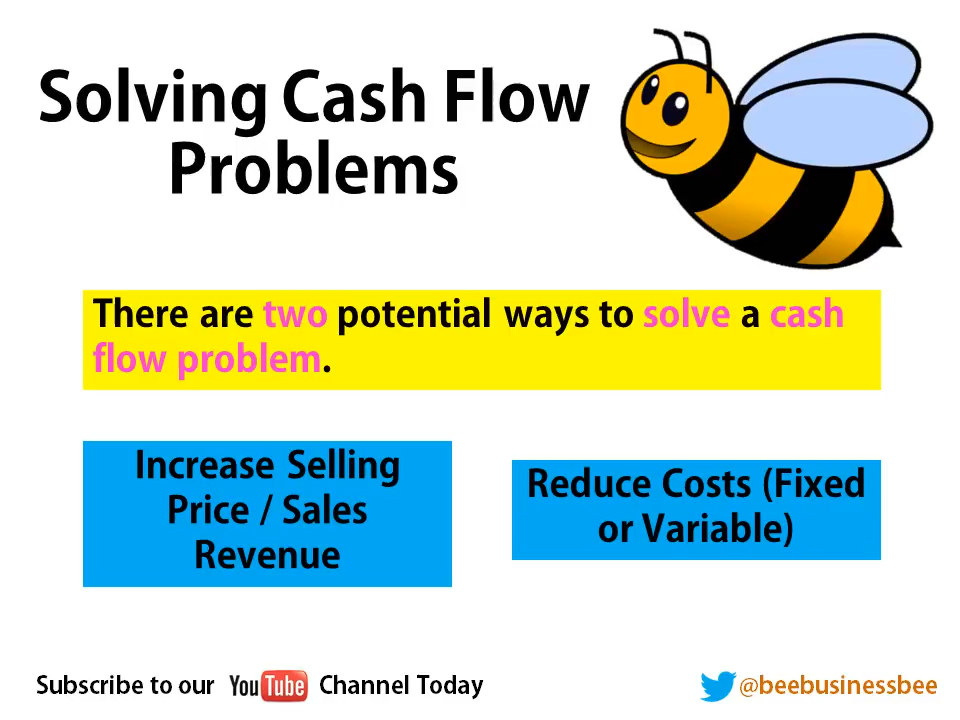 Solving Cash Flow
Problems
There are two potential ways to solve a cash
flow problem.
Increase Selling
Price / Sales
Revenue
Reduce Costs (Fixed
or Variable)
Subscribe to our YouTube Channel Today
@beebusinessbee